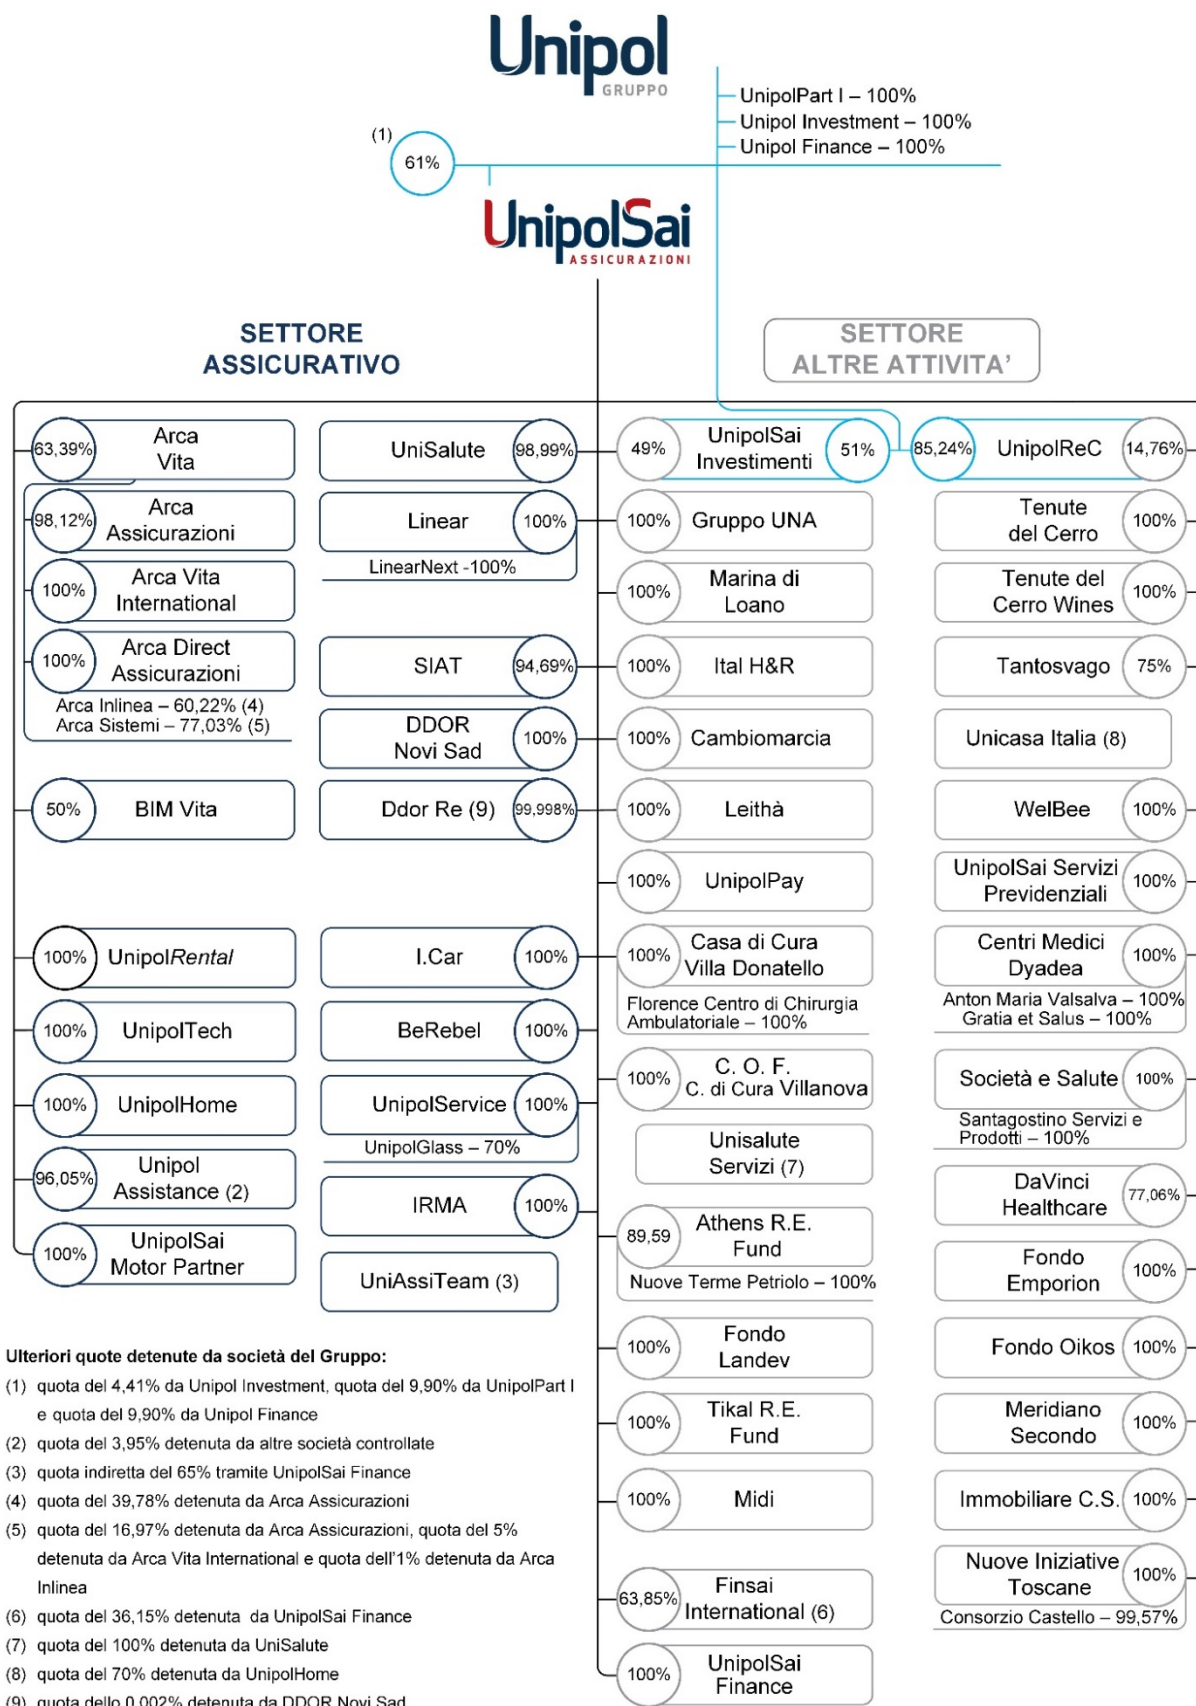 Unipol
GRUPPO
UnipolPart I – 100%
Unipol Investment – 100%
Unipol Finance – 100%
(1)
61%
UnipolSai
ASSICURAZIONI
SETTORE
ASSICURATIVO
SETTORE
ALTRE ATTIVITA'
63,39%
Arca
Vita
98,12%
Arca
Assicurazioni
100%
Arca Vita
International
100%
Arca Direct
Assicurazioni
Arca Inlinea – 60,22% (4)
Arca Sistemi – 77,03% (5)
50%
BIM Vita
100%
UnipolRental
100%
UnipolTech
100%
UnipolHome
96,05%
Unipol
Assistance (2)
100%
UnipolSai
Motor Partner
UniSalute
98,99%
Linear
100%
LinearNext -100%
SIAT
94,69%
DDOR
Novi Sad
100%
Ddor Re (9)
99,998%
I.Car
100%
BeRebel
100%
UnipolService
100%
UnipolGlass – 70%
IRMA
100%
UniAssiTeam (3)
49%
UnipolSai
Investimenti
51%
100%
Gruppo UNA
100%
Marina di
Loano
100%
Ital H&R
100%
Cambiomarcia
100%
Leithà
100%
UnipolPay
100%
Casa di Cura
Villa Donatello
Florence Centro di Chirurgia
Ambulatoriale – 100%
100%
C. O. F.
C. di Cura Villanova
Unisalute
Servizi (7)
89,59
Athens R.E.
Fund
Nuove Terme Petriolo – 100%
100%
Fondo
Landev
100%
Tikal R.E.
Fund
100%
Midi
63,85%
Finsai
International (6)
100%
UnipolSai
Finance
85,24%
UnipolReC
14,76%
Tenute
del Cerro
100%
Tenute del
Cerro Wines
100%
Tantosvago
75%
Unicasa Italia (8)
WelBee
100%
UnipolSai Servizi
Previdenziali
100%
Centri Medici
Dyadea
100%
Anton Maria Valsalva – 100%
Gratia et Salus – 100%
Società e Salute
100%
Santagostino Servizi e
Prodotti – 100%
DaVinci
Healthcare
77,06%
Fondo
Emporion
100%
Fondo Oikos
100%
Meridiano
Secondo
100%
Immobiliare C.S.
100%
Nuove Iniziative
Toscane
100%
Consorzio Castello – 99,57%
Ulteriori quote detenute da società del Gruppo:
(1) quota del 4,41% da Unipol Investment, quota del 9,90% da UnipolPart I
e quota del 9,90% da Unipol Finance
(2) quota del 3,95% detenuta da altre società controllate
(3) quota indiretta del 65% tramite UnipolSai Finance
(4) quota del 39,78% detenuta da Arca Assicurazioni
(5) quota del 16,97% detenuta da Arca Assicurazioni, quota del 5%
detenuta da Arca Vita International e quota dell'1% detenuta da Arca
Inlinea
(6) quota del 36,15% detenuta da UnipolSai Finance
(7) quota del 100% detenuta da UniSalute
(8) quota del 70% detenuta da UnipolHome
(9) quota dello 0,002% detenuta da DDOR Novi Sad